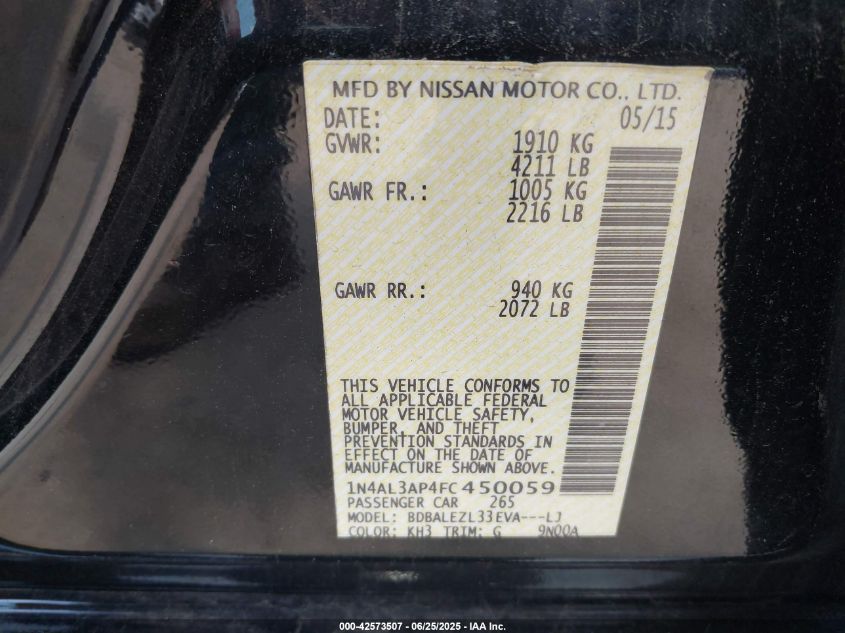 MFD BY NISSAN MOTOR CO., LTD.
DATE: 05/15
GVWR: 1910 KG
4211 LB
GAWR FR.: 1005 KG
2216 LB
GAWR RR.: 940 KG
2072 LB
THIS VEHICLE CONFORMS TO
ALL APPLICABLE FEDERAL
MOTOR VEHICLE SAFETY,
BUMPER, AND THEFT
PREVENTION STANDARDS IN
EFFECT ON THE DATE OF
MANUFACTURE SHOWN ABOVE.
1N4AL3AP4FC450059
PASSENGER CAR 265
MODEL: BDBALEZL33EVA---LJ
COLOR: KH3 TRIM: G 9N00A
000-42573507 - 06/25/2025 - IAA Inc.